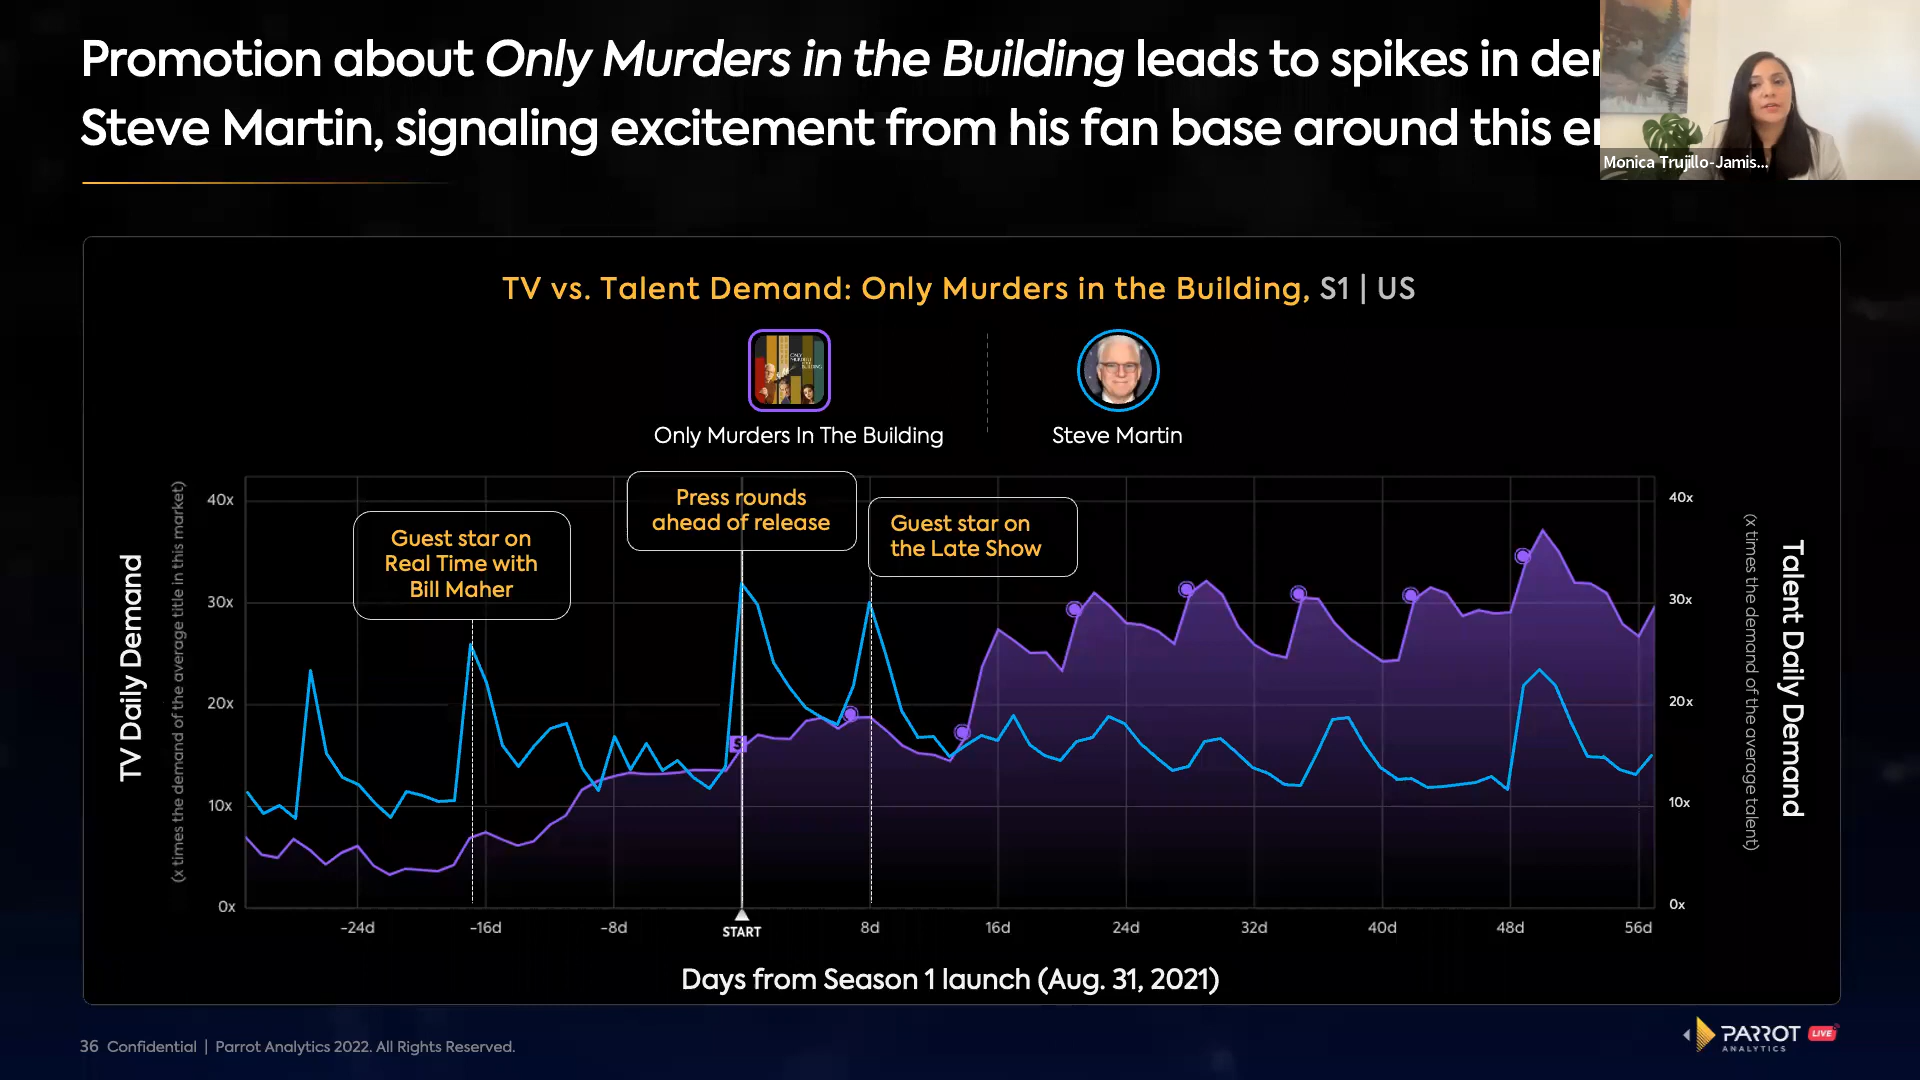 Promotion about Only Murders in the Building leads to spikes in
Steve Martin, signaling excitement from his fan base around this
Monica Trujillo-Jamis...
TV vs. Talent Demand: Only Murders in the Building, S1 | US
Only Murders In The Building
Steve Martin
Press rounds
ahead of release
Guest star on
the Late Show
Guest star on
Real Time with
Bill Maher
TV Daily Demand
(x times the demand of the average title in this market)
40x
30x
20x
10x
0x
S
40x
30x
20x
10x
0x
Talent Daily Demand
(x times the demand of the average talent)
-24d
-16d
-8d
START
8d
16d
24d
32d
40d
48d
56d
Days from Season 1 launch (Aug. 31, 2021)
36 Confidential | Parrot Analytics 2022. All Rights Reserved.
PARROT
ANALYTICS
LIVE